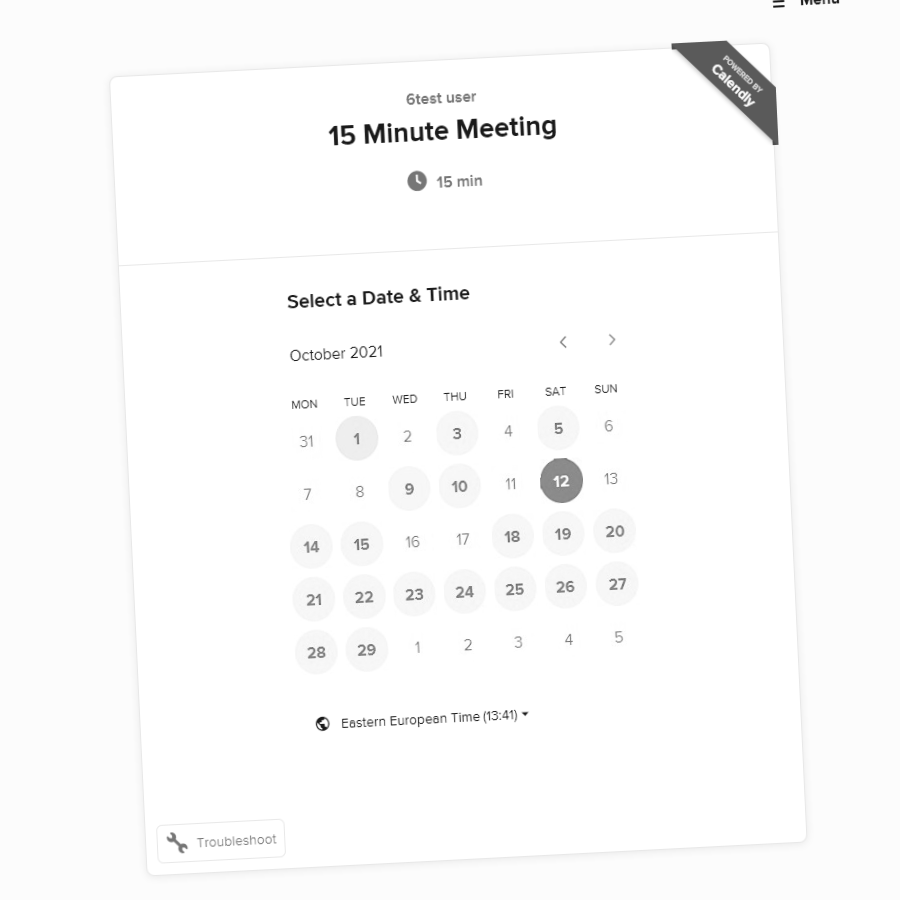 Menu
POWERED BY
Calendly
6test user
15 Minute Meeting
15 min
Select a Date & Time
October 2021
MON TUE WED THU FRI SAT SUN
31 1 2 3 4 5 6
7 8 9 10 11 12 13
14 15 16 17 18 19 20
21 22 23 24 25 26 27
28 29 1 2 3 4 5
Eastern European Time (13:41)
Troubleshoot